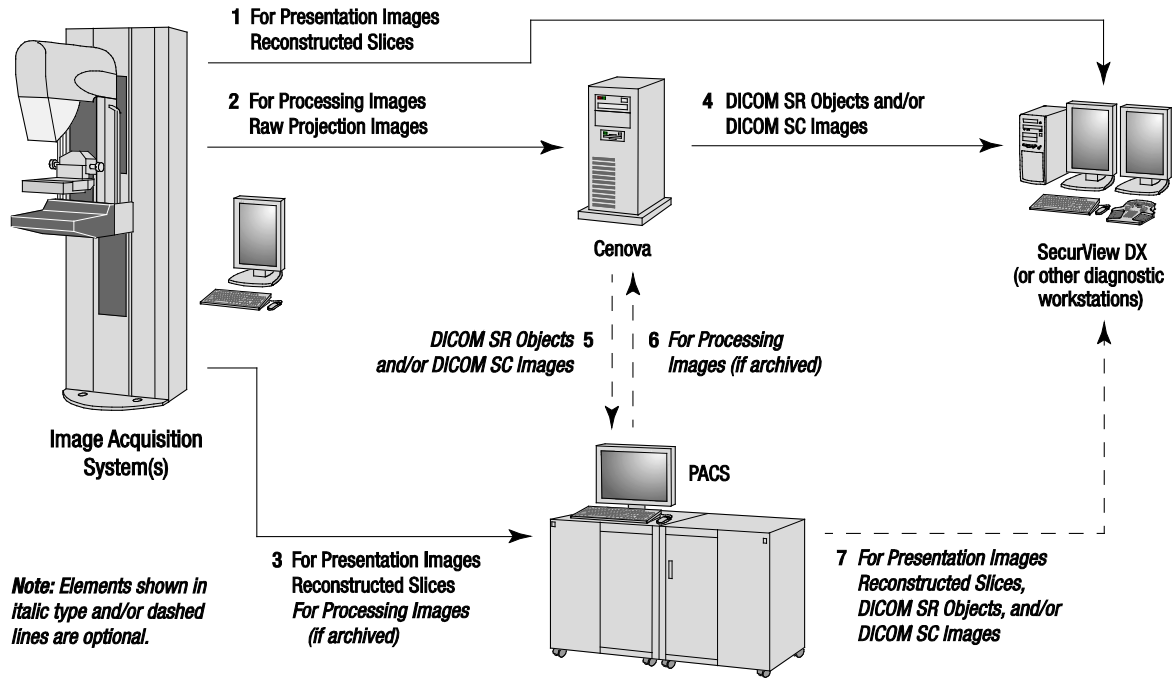 1 For Presentation Images
Reconstructed Slices
2 For Processing Images
Raw Projection Images
4 DICOM SR Objects and/or
DICOM SC Images
Cenova
SecurView DX
(or other diagnostic
workstations)
DICOM SR Objects 5
and/or DICOM SC Images
6 For Processing
Images (if archived)
Image Acquisition
System(s)
PACS
3 For Presentation Images
Reconstructed Slices
For Processing Images
(if archived)
7 For Presentation Images
Reconstructed Slices,
DICOM SR Objects, and/or
DICOM SC Images
Note: Elements shown in
italic type and/or dashed
lines are optional.